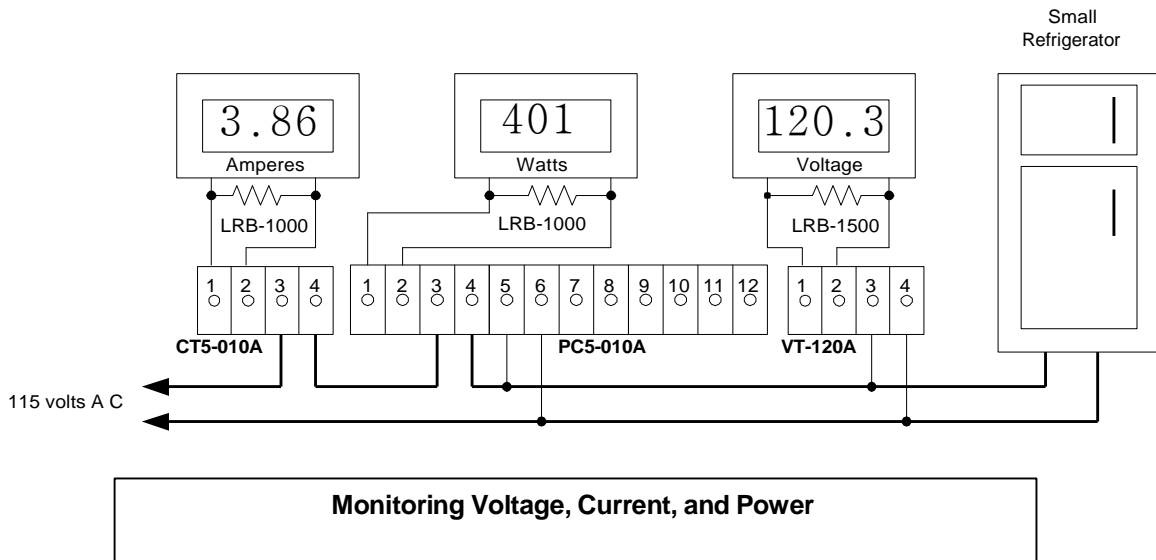 Small
Refrigerator
3.86
401
120.3
Amperes
Watts
Voltage
LRB-1000
LRB-1000
LRB-1500
1 2 3 4
1 2 3 4 5 6 7 8 9 10 11 12
1 2 3 4
CT5-010A
PC5-010A
VT-120A
115 volts A C
Monitoring Voltage, Current, and Power